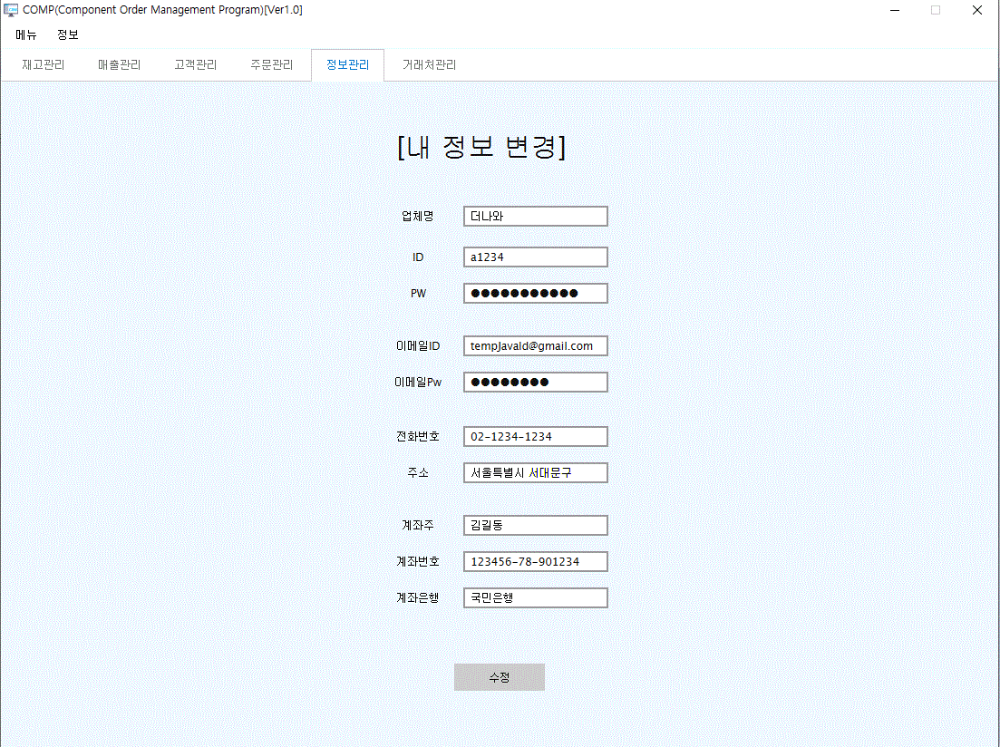 COMP(Component Order Management Program)[Ver1.0]
메뉴 정보
재고관리 매출관리 고객관리 주문관리 정보관리 거래처관리
[내 정보 변경]
업체명 더나와
ID a1234
PW ●●●●●●●●●●●
이메일ID tempJavaId@gmail.com
이메일Pw ●●●●●●●●
전화번호 02-1234-1234
주소 서울특별시 서대문구
계좌주 김길동
계좌번호 123456-78-901234
계좌은행 국민은행
수정